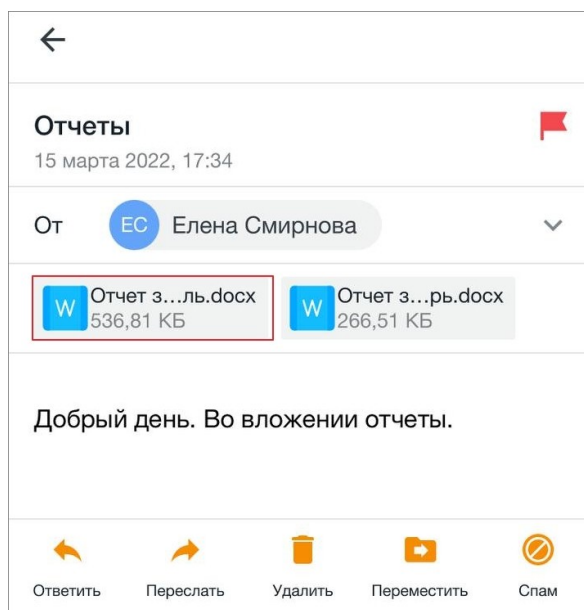 Отчеты
15 марта 2022, 17:34
От ЕС Елена Смирнова
W Отчет з...ль.docx W Отчет з...рь.docx
536,81 КБ 266,51 КБ
Добрый день. Во вложении отчеты.
Ответить Переслать Удалить Переместить Спам